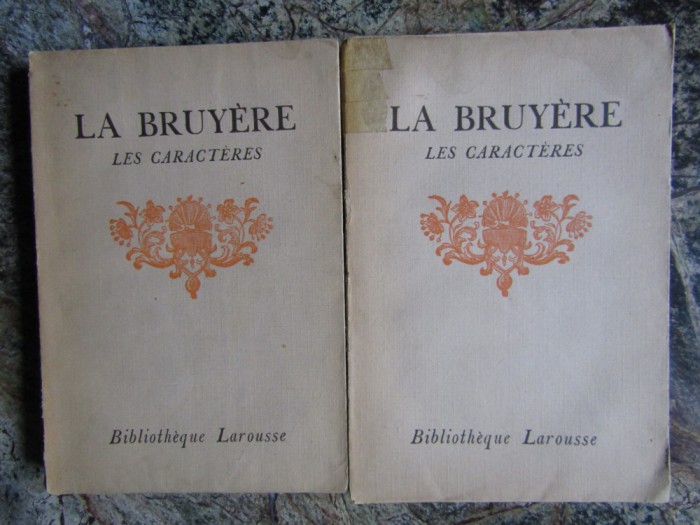 LA BRUYÈRE
LES CARACTÈRES
Bibliothèque Larousse
LA BRUYÈRE
LES CARACTÈRES
Bibliothèque Larousse